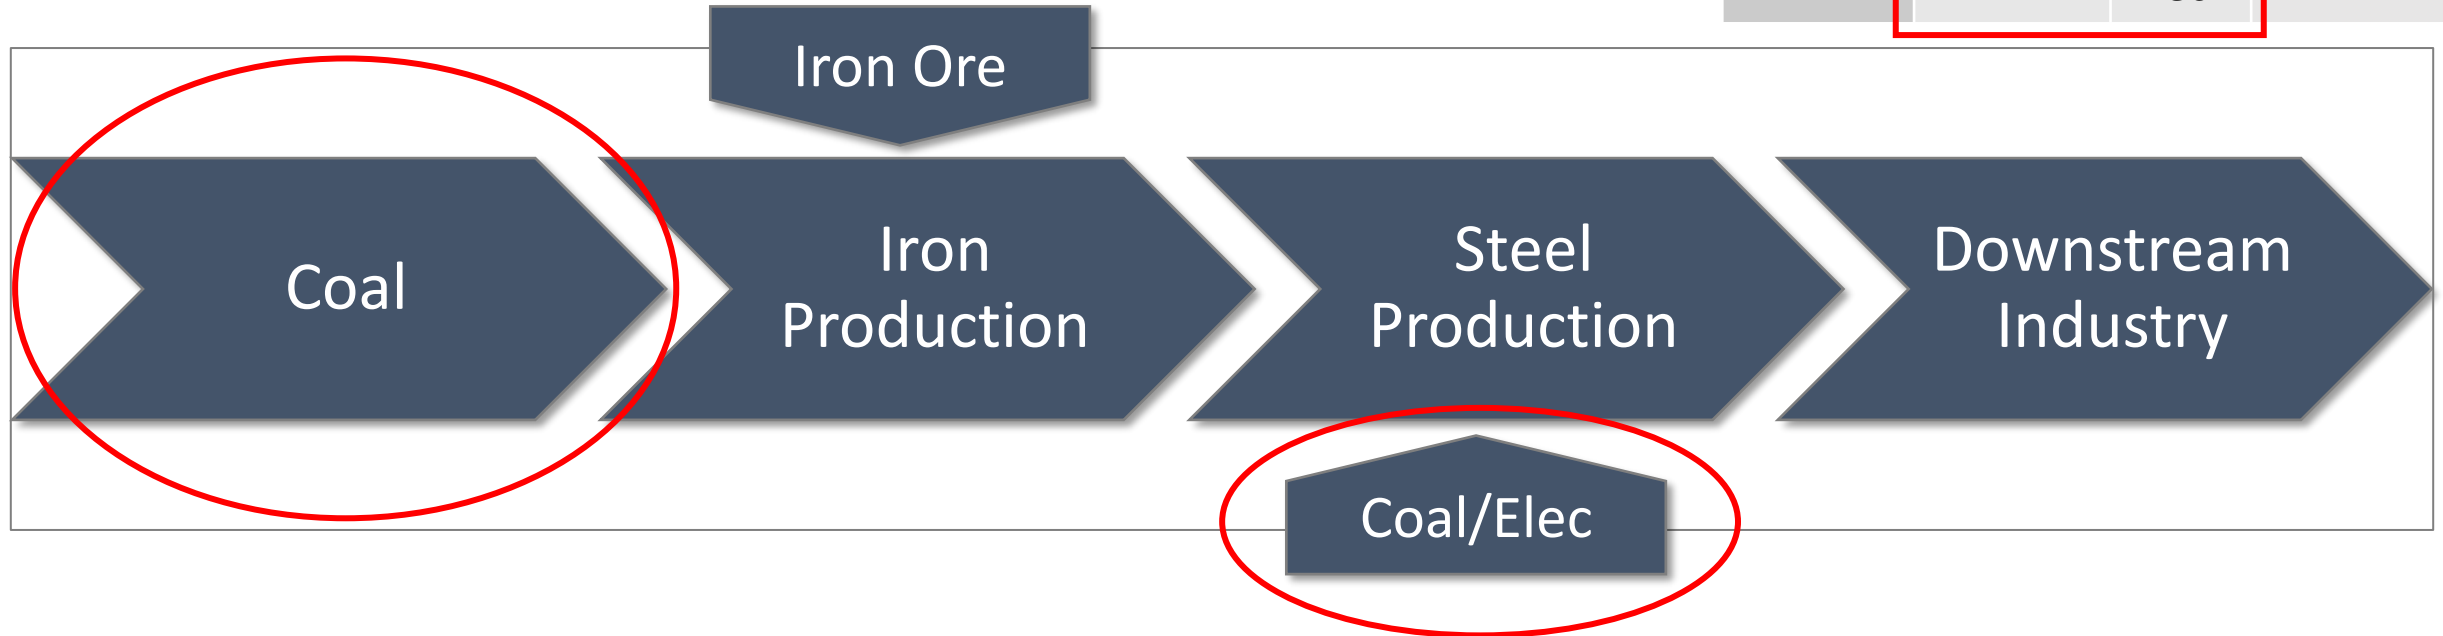 Iron Ore
Coal
Iron
Production
Steel
Production
Downstream
Industry
Coal/Elec